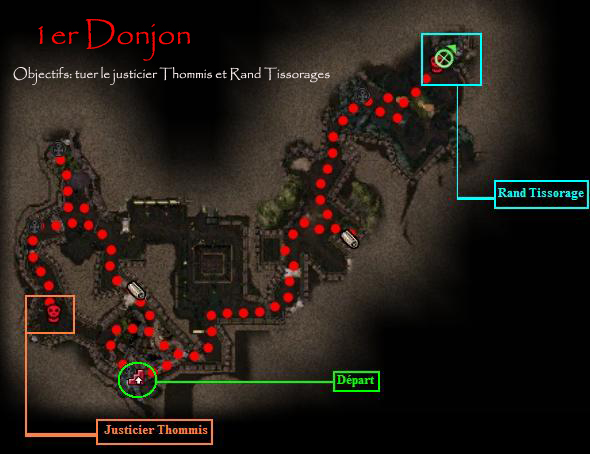 1er Donjon
Objectifs: tuer le justicier Thommis et Rand Tissorages
Rand Tissorage
Départ
Justicier Thommis